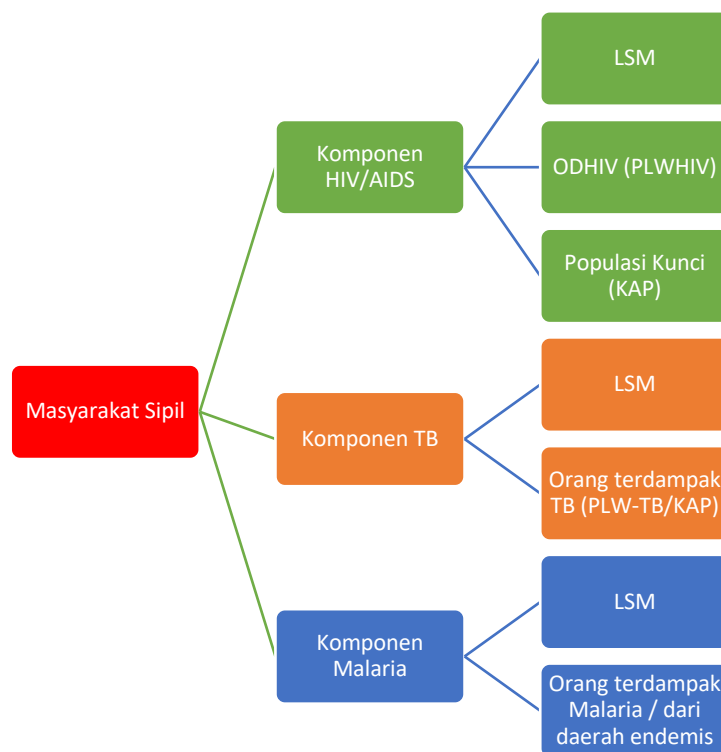 Masyarakat Sipil
Komponen
HIV/AIDS
LSM
ODHIV (PLWHIV)
Populasi Kunci
(KAP)
Komponen TB
LSM
Orang terdampak
TB (PLW-TB/KAP)
Komponen
Malaria
LSM
Orang terdampak
Malaria / dari
daerah endemis